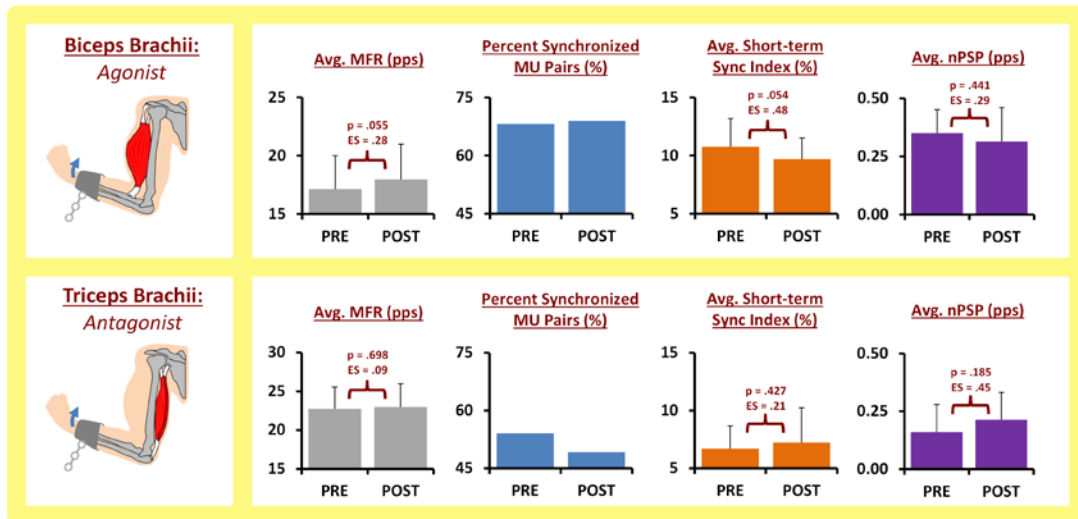 Biceps Brachii:
Agonist
Avg. MFR (pps)
25
20
15
p = .055
ES = .28
PRE POST
Percent Synchronized
MU Pairs (%)
75
60
45
PRE POST
Avg. Short-term
Sync Index (%)
15
10
5
p = .054
ES = .48
PRE POST
Avg. nPSP (pps)
0.50
0.25
0.00
p = .441
ES = .29
PRE POST
Triceps Brachii:
Antagonist
Avg. MFR (pps)
30
25
20
15
p = .698
ES = .09
PRE POST
Percent Synchronized
MU Pairs (%)
75
60
45
PRE POST
Avg. Short-term
Sync Index (%)
15
10
5
p = .427
ES = .21
PRE POST
Avg. nPSP (pps)
0.50
0.25
0.00
p = .185
ES = .45
PRE POST